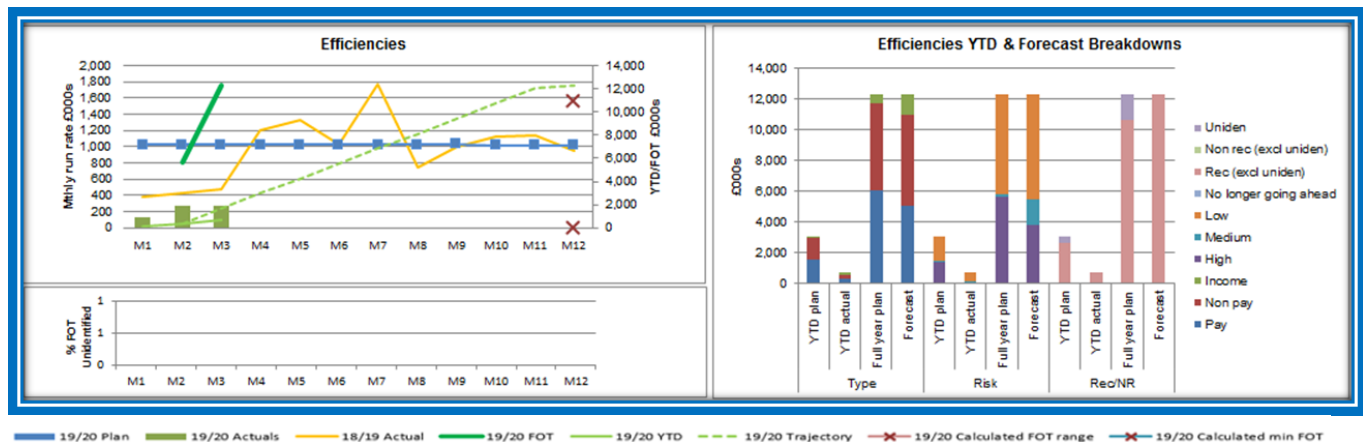 Efficiencies
Mthly run rate £000s
2,000
1,800
1,600
1,400
1,200
1,000
800
600
400
200
0
14,000
12,000
10,000
8,000
6,000
4,000
2,000
0
YTD/FOT £000s
M1 M2 M3 M4 M5 M6 M7 M8 M9 M10 M11 M12
% FOT
Unidentified
1
1
0
M1 M2 M3 M4 M5 M6 M7 M8 M9 M10 M11 M12
Efficiencies YTD & Forecast Breakdowns
£000s
14,000
12,000
10,000
8,000
6,000
4,000
2,000
0
YTD plan
YTD actual
Full year plan
Forecast
YTD plan
YTD actual
Full year plan
Forecast
YTD plan
YTD actual
Full year plan
Forecast
Type Risk Rec/NR
Uniden
Non rec (excl uniden)
Rec (excl uniden)
No longer going ahead
Low
Medium
High
Income
Non pay
Pay
19/20 Plan 19/20 Actuals 18/19 Actual 19/20 FOT 19/20 YTD 19/20 Trajectory 19/20 Calculated FOT range 19/20 Calculated min FOT